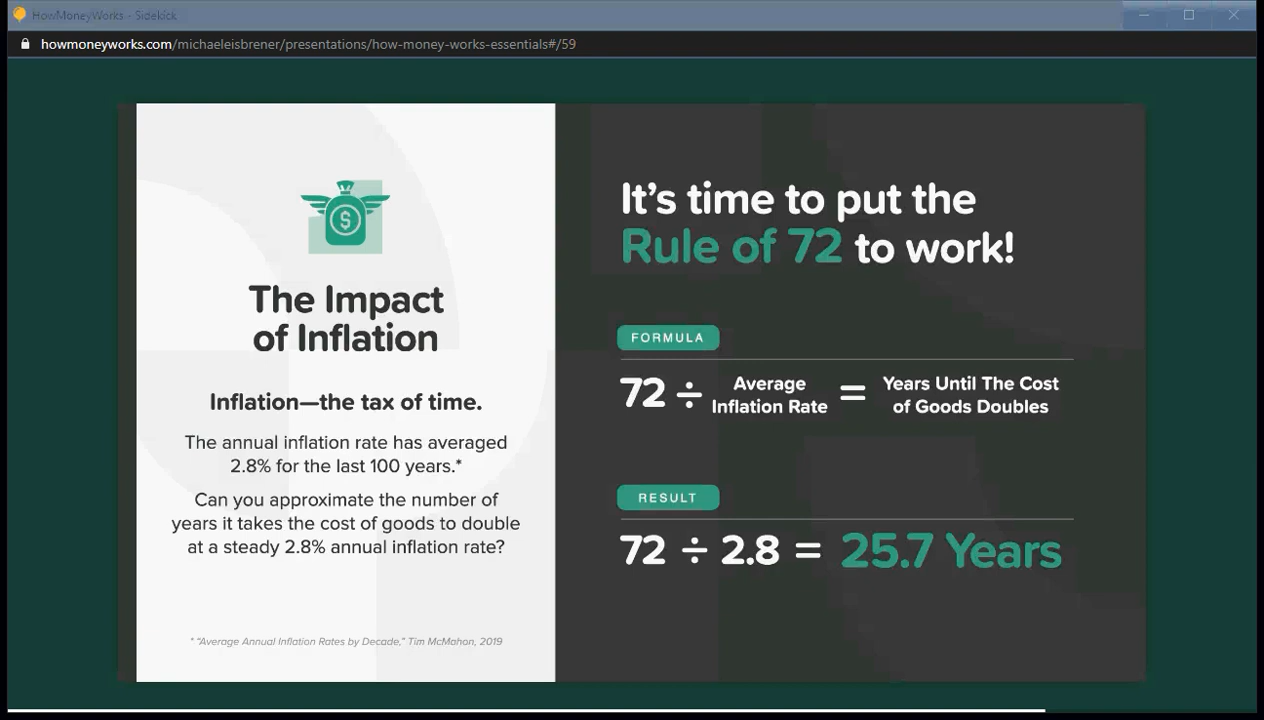 HowMoneyWorks - Sidekick
howmoneyworks.com/michaeleisbrener/presentations/how-money-works-essentials#/59
$
The Impact
of Inflation
Inflation—the tax of time.
The annual inflation rate has averaged
2.8% for the last 100 years.*
Can you approximate the number of
years it takes the cost of goods to double
at a steady 2.8% annual inflation rate?
* “Average Annual Inflation Rates by Decade,” Tim McMahon, 2019
It’s time to put the
Rule of 72 to work!
FORMULA
72 ÷ Average Inflation Rate = Years Until The Cost of Goods Doubles
RESULT
72 ÷ 2.8 = 25.7 Years